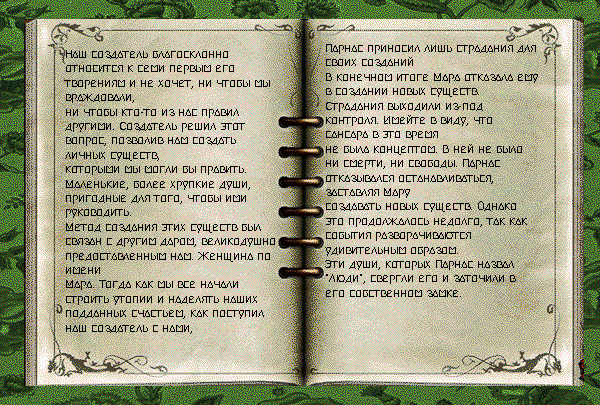 Наш создатель благосклонно
относится к семи первым его
творениям и не хочет, ни чтобы мы
враждовали,
ни чтобы кто-то из нас правил
другими. Создатель решил этот
вопрос, позволив нам создать
личных существ,
которыми мы могли бы править.
Маленькие, более хрупкие души,
пригодные для того, чтобы ими
руководить.
Метод создания этих существ был
связан с другим даром, великодушно
предоставленным нам. Женщина по
имени
Мара. Тогда как мы все начали
строить утопии и наделять наших
подданных счастьем, как поступил
наш создатель с нами,
Парнас приносил лишь страдания для
своих созданий
В конечном итоге Мара отказала ему
в создании новых существ.
Страдания выходили из-под
контроля. Имейте в виду, что
сансара в это время
не была концептом. В ней не было
ни смерти, ни свободы. Парнас
отказывался останавливаться,
заставляя Мару
создавать новых существ. Однако
это продолжалось недолго, так как
события разворачиваются
удивительным образом.
Эти души, которых Парнас назвал
"люди", свергли его и заточили в
его собственном замке.